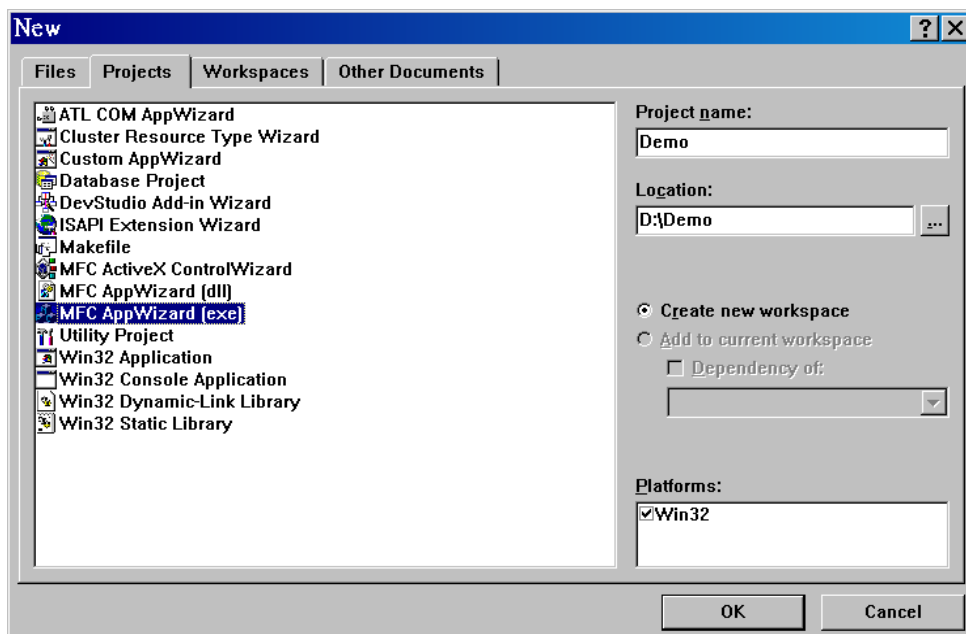 New
Files Projects Workspaces Other Documents
ATL COM AppWizard
Cluster Resource Type Wizard
Custom AppWizard
Database Project
DevStudio Add-in Wizard
ISAPI Extension Wizard
Makefile
MFC ActiveX ControlWizard
MFC AppWizard (dll)
MFC AppWizard (exe)
Utility Project
Win32 Application
Win32 Console Application
Win32 Dynamic-Link Library
Win32 Static Library
Project name:
Demo
Location:
D:\Demo
...
Create new workspace
Add to current workspace
Dependency of:
Platforms:
Win32
OK Cancel